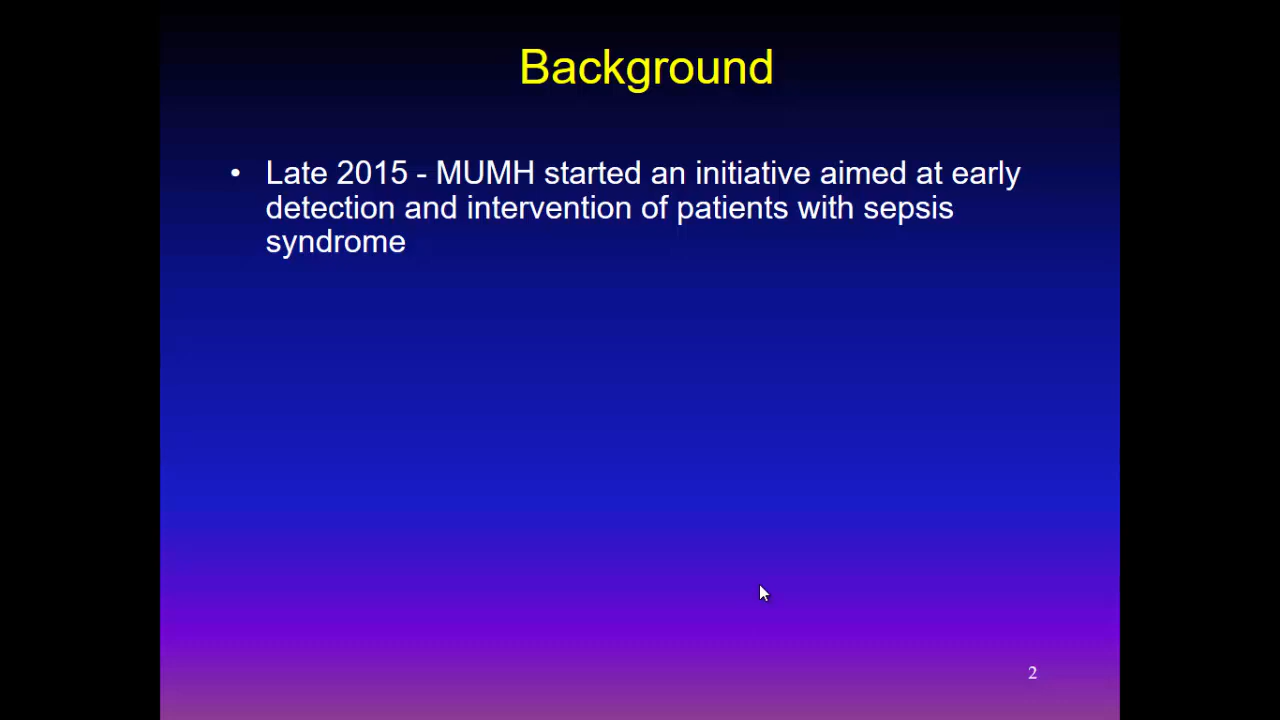 Background
• Late 2015 - MUMH started an initiative aimed at early
detection and intervention of patients with sepsis
syndrome
2